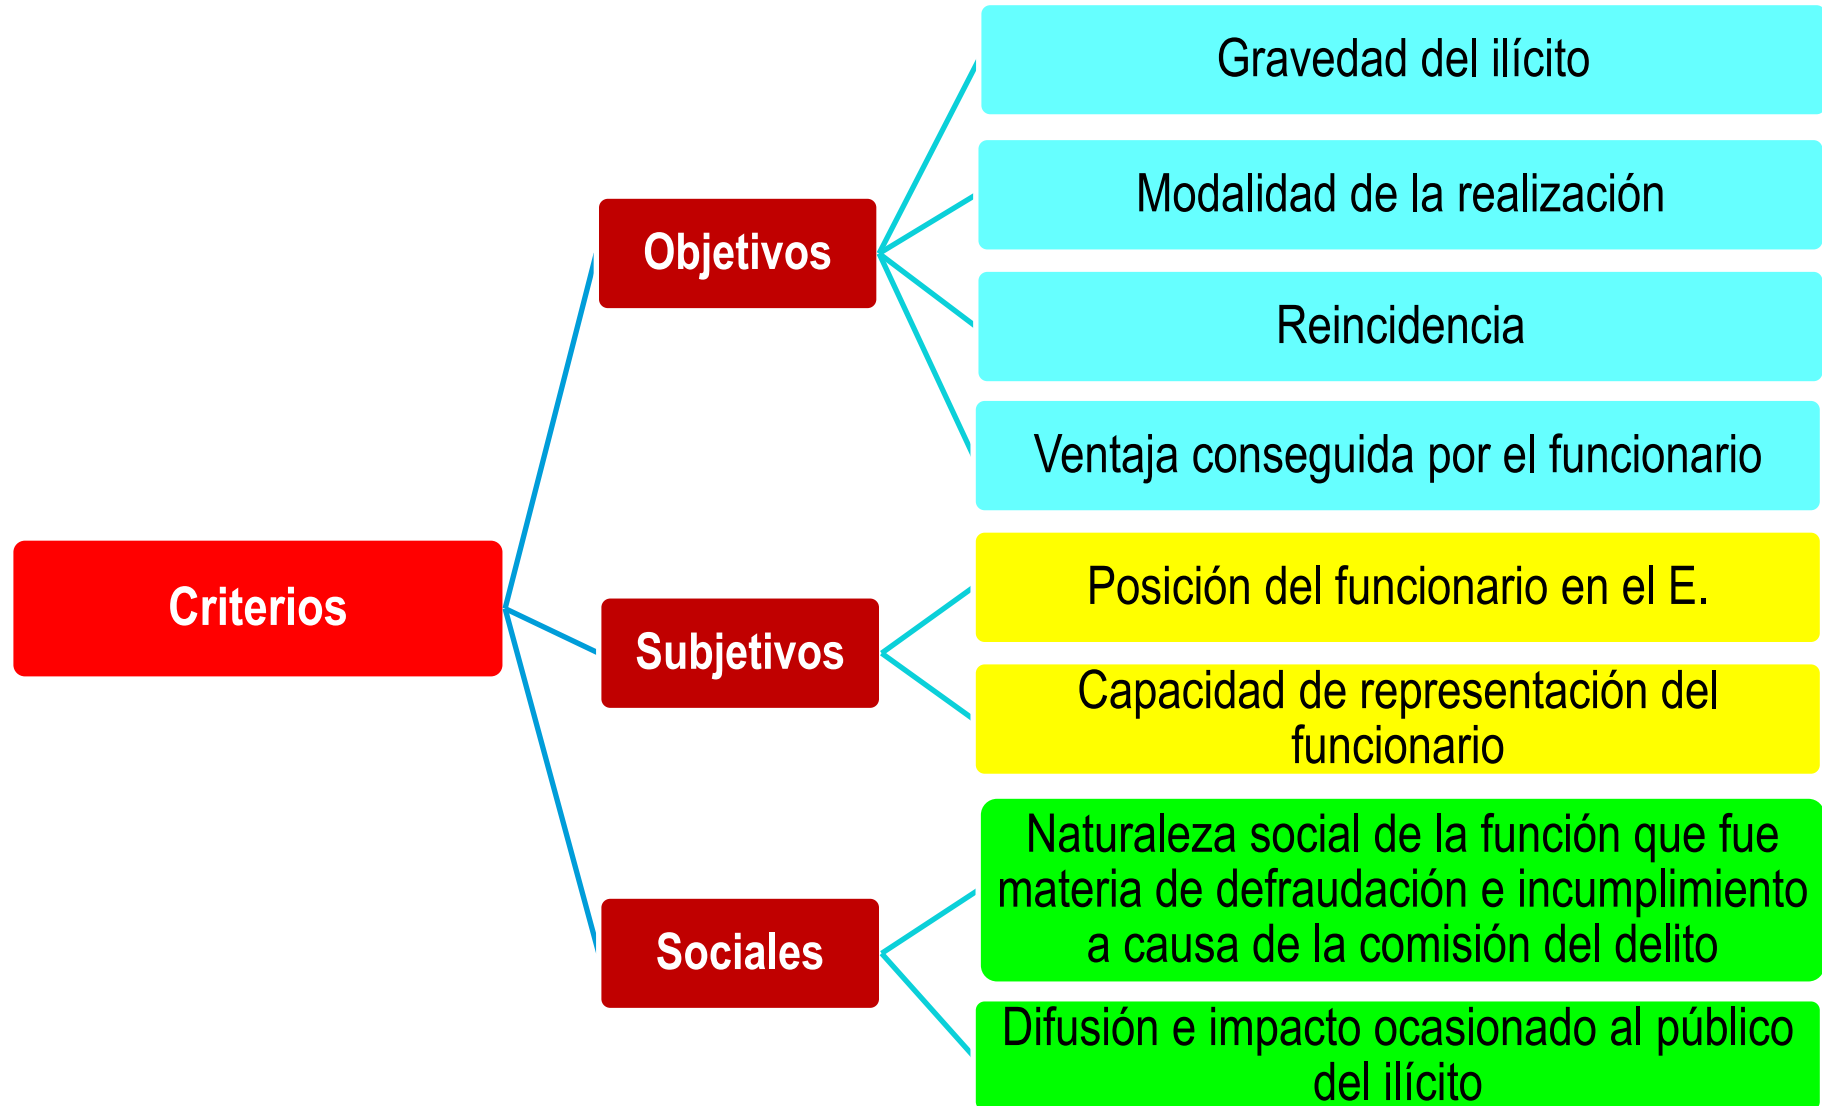 Criterios
Objetivos
Gravedad del ilícito
Modalidad de la realización
Reincidencia
Ventaja conseguida por el funcionario
Subjetivos
Posición del funcionario en el E.
Capacidad de representación del
funcionario
Sociales
Naturaleza social de la función que fue
materia de defraudación e incumplimiento
a causa de la comisión del delito
Difusión e impacto ocasionado al público
del ilícito